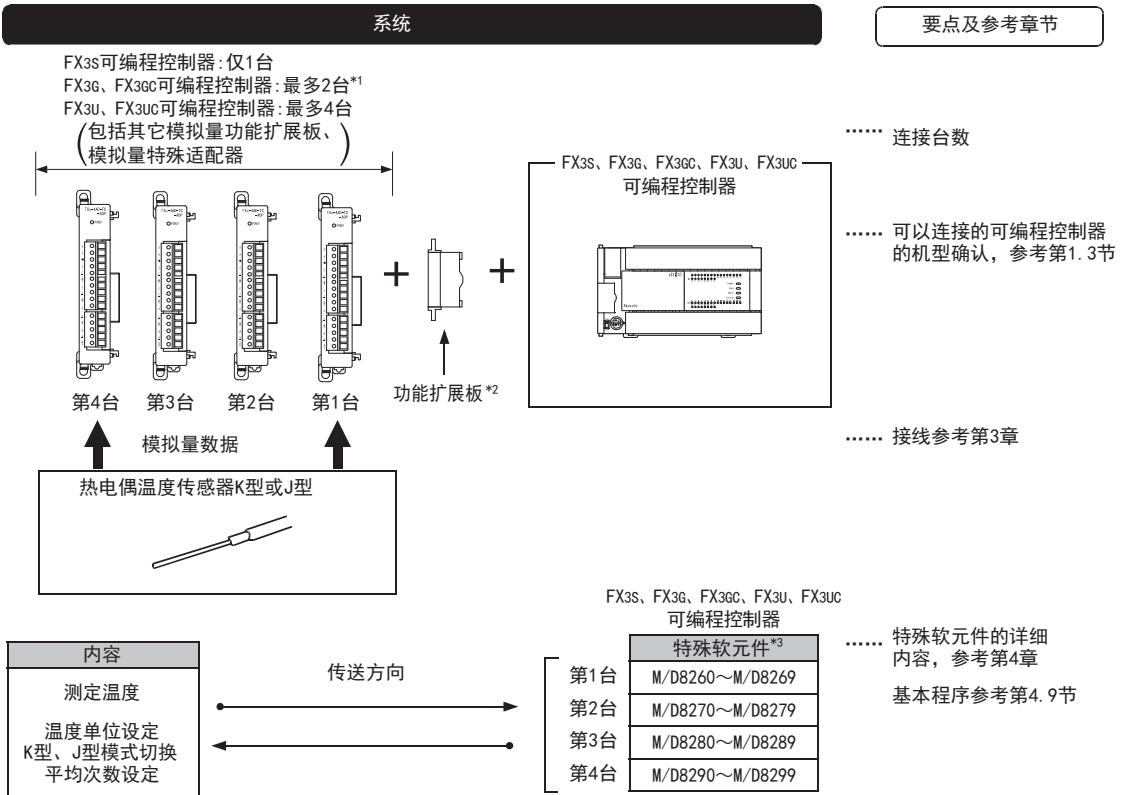 系统
要点及参考章节
FX3S可编程控制器:仅1台
FX3G、FX3GC可编程控制器:最多2台*1
FX3U、FX3UC可编程控制器:最多4台
(包括其它模拟量功能扩展板、
模拟量特殊适配器)
…… 连接台数
FX3S、FX3G、FX3GC、FX3U、FX3UC
可编程控制器
…… 可以连接的可编程控制器
的机型确认，参考第1.3节
+
+
第4台
第3台
第2台
第1台
功能扩展板*2
模拟量数据
…… 接线参考第3章
热电偶温度传感器K型或J型
FX3S、FX3G、FX3GC、FX3U、FX3UC
可编程控制器
内容
测定温度
温度单位设定
K型、J型模式切换
平均次数设定
传送方向
特殊软元件*3
第1台 M/D8260～M/D8269
第2台 M/D8270～M/D8279
第3台 M/D8280～M/D8289
第4台 M/D8290～M/D8299
…… 特殊软元件的详细
内容，参考第4章
基本程序参考第4.9节